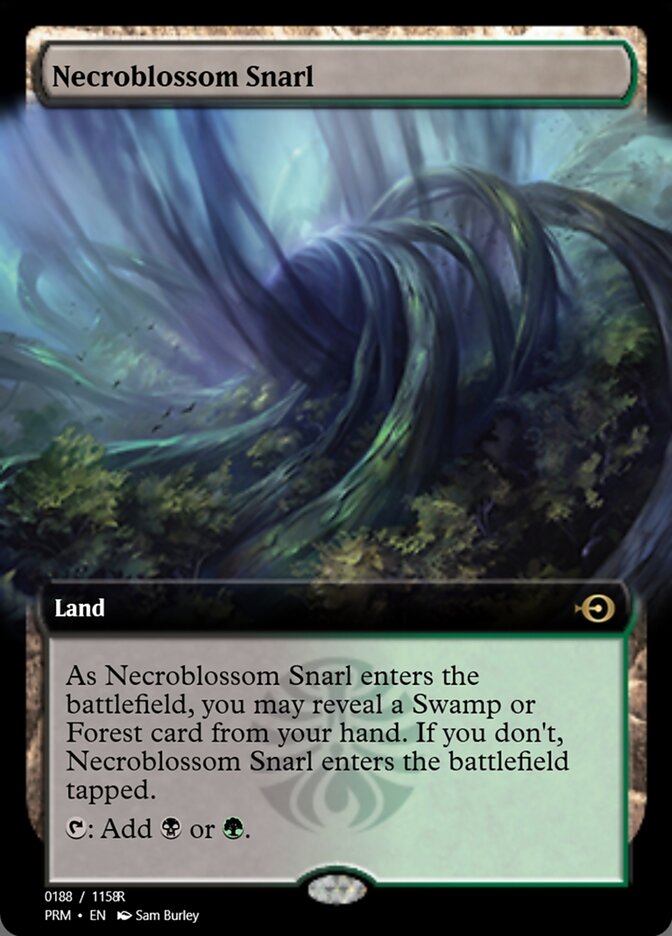 Necroblossom Snarl
Land
As Necroblossom Snarl enters the
battlefield, you may reveal a Swamp or
Forest card from your hand. If you don't,
Necroblossom Snarl enters the battlefield
tapped.
: Add or .
0188 / 1158R
PRM • EN Sam Burley